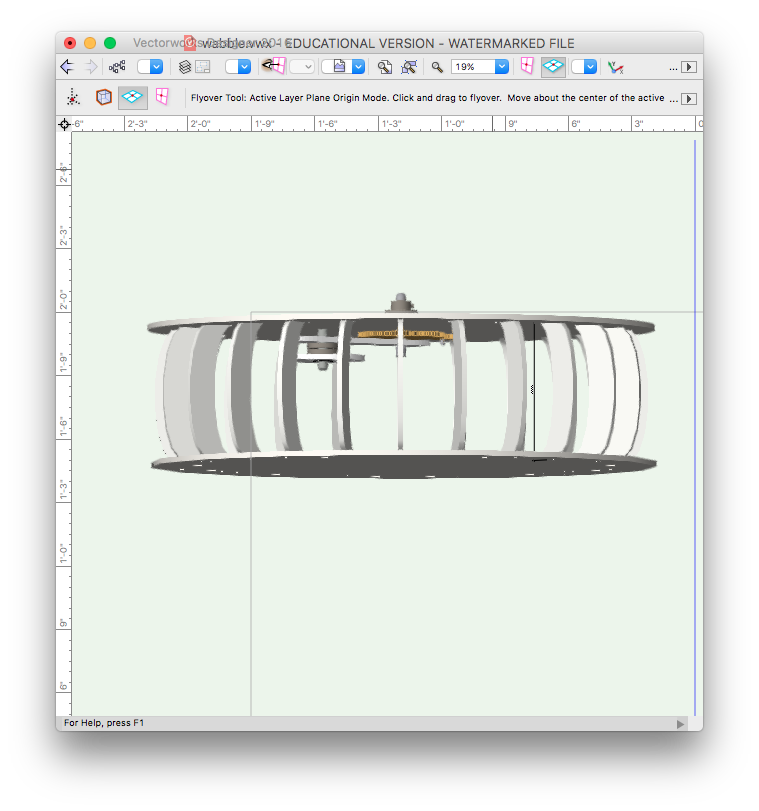 wabble.vwx - EDUCATIONAL VERSION - WATERMARKED FILE
19%
...
Flyover Tool: Active Layer Plane Origin Mode. Click and drag to flyover. Move about the center of the active ...
-6" 2'-3" 2'-0" 1'-9" 1'-6" 1'-3" 1'-0" 9" 6" 3" 0
2'-6"
2'-3"
2'-0"
1'-9"
1'-6"
1'-3"
1'-0"
9"
6"
For Help, press F1